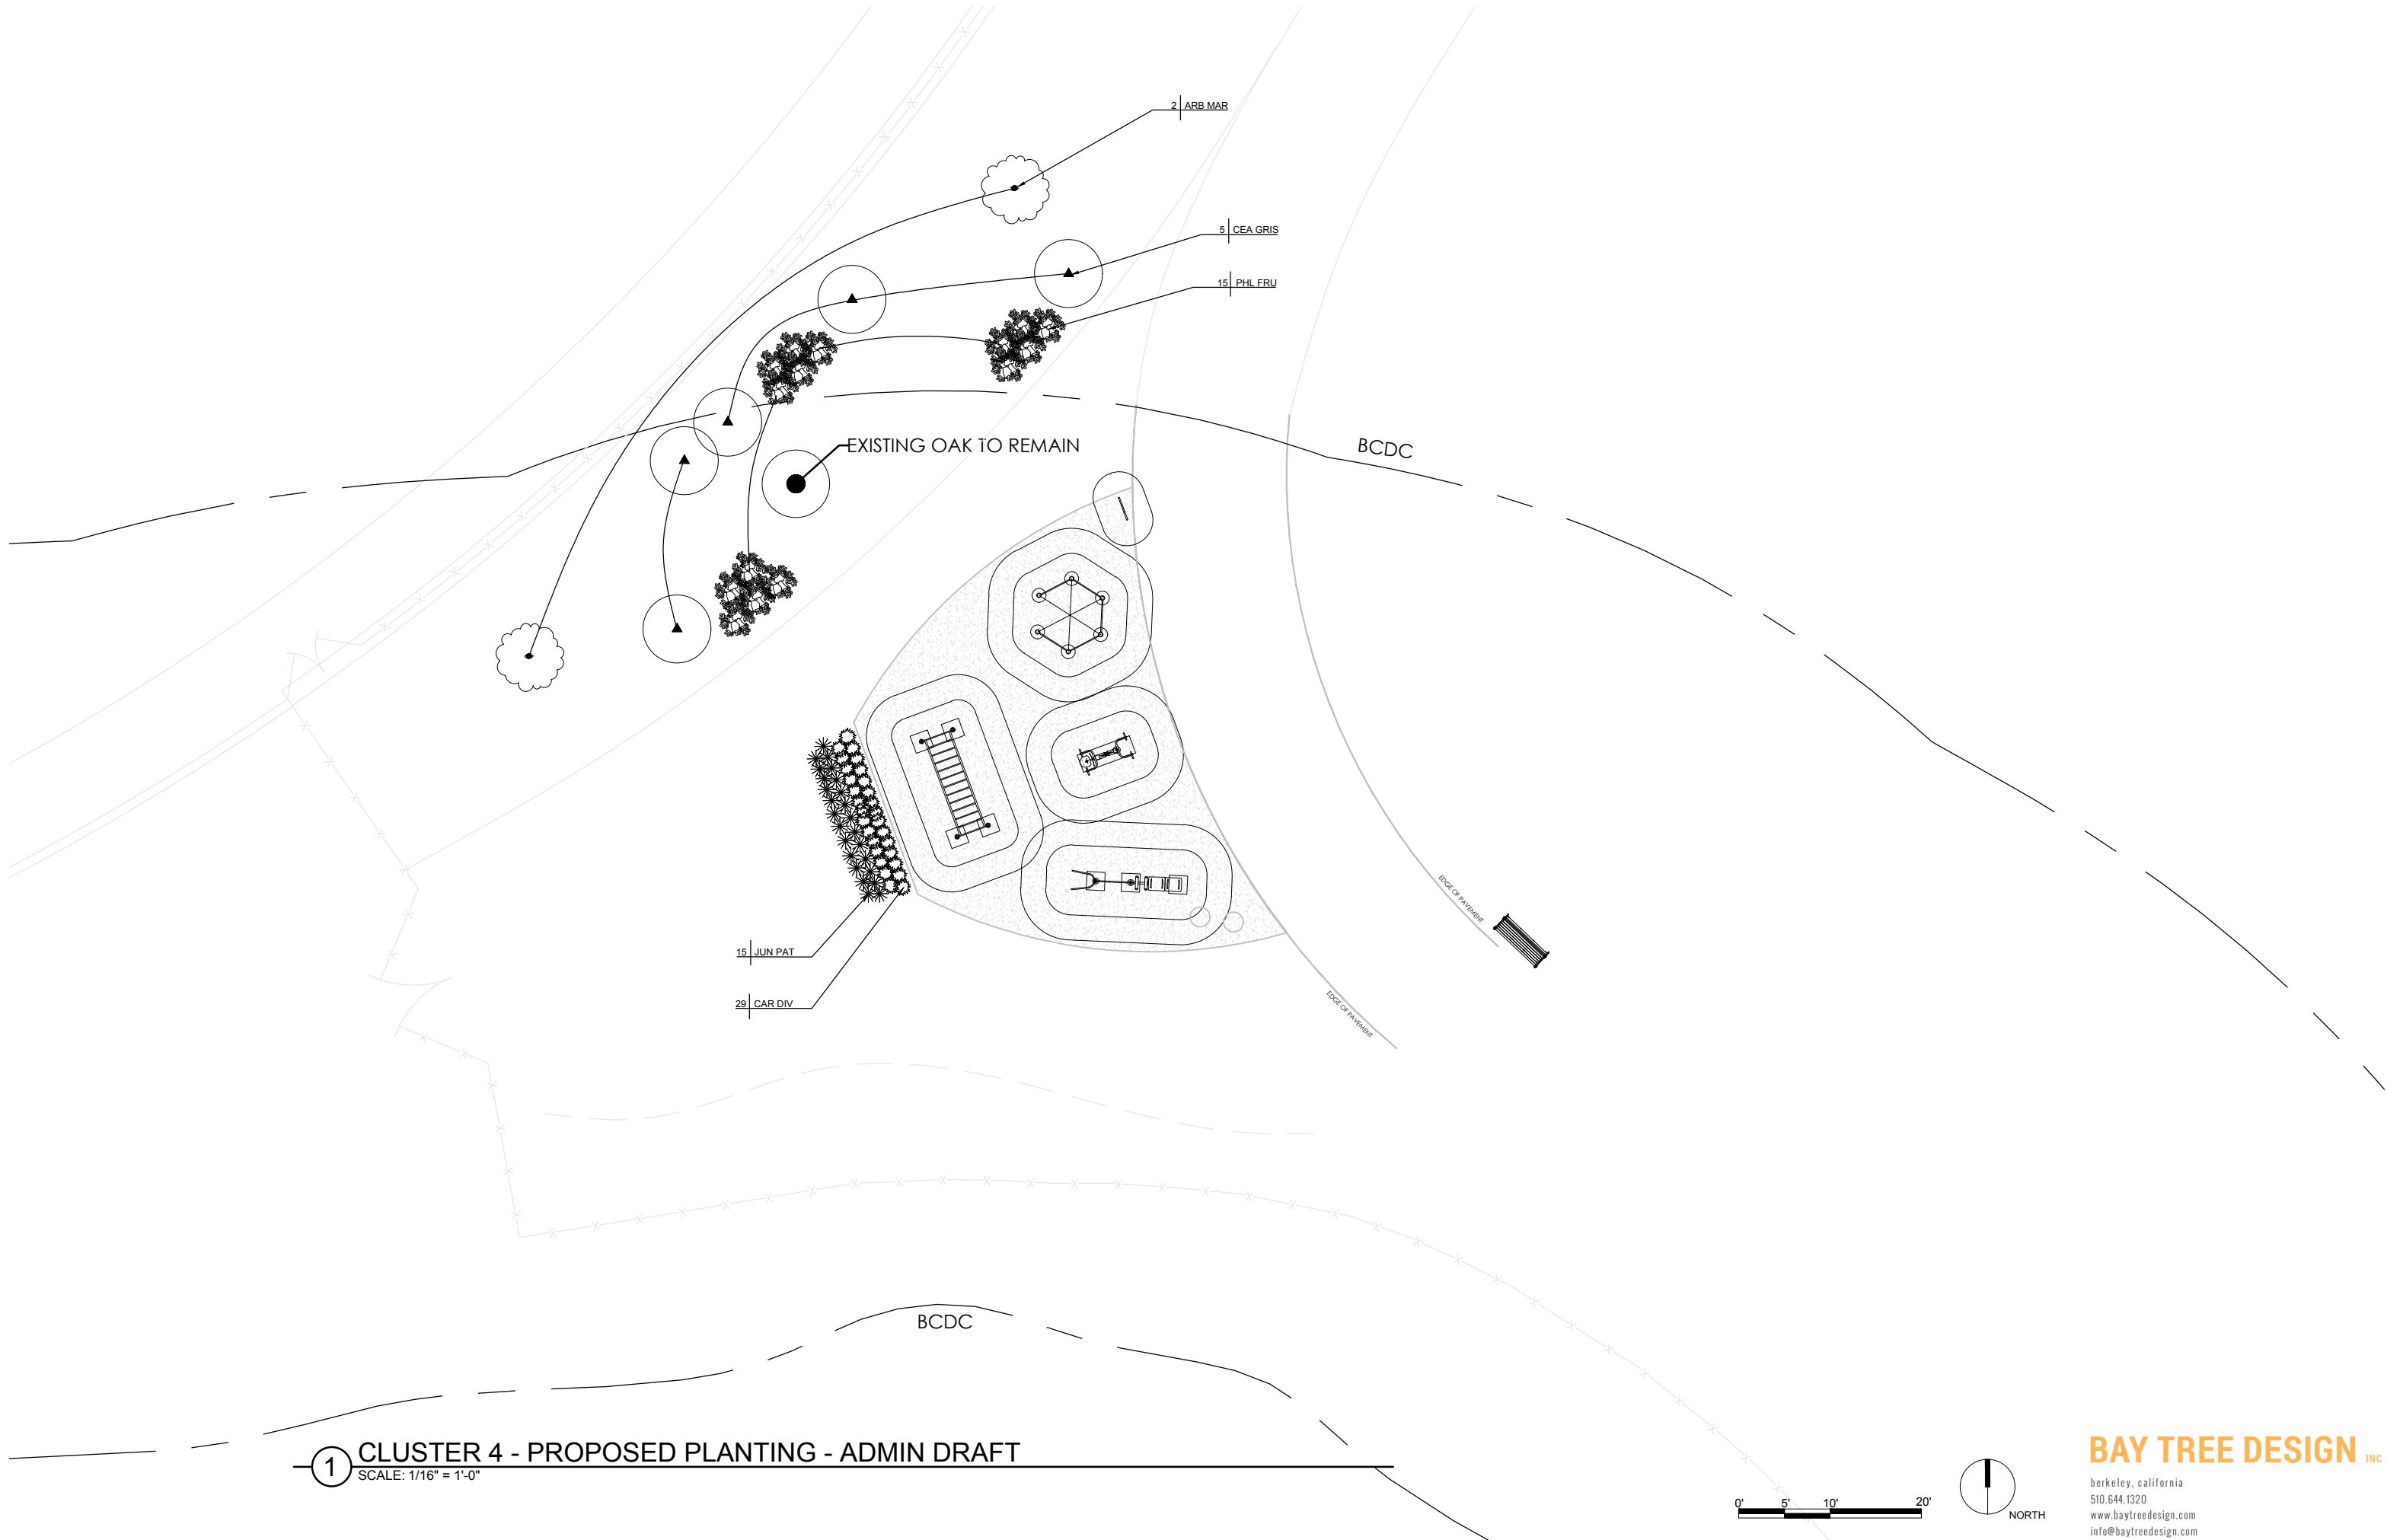 2 ARB MAR
5 CEA GRIS
15 PHL FRU
EXISTING OAK TO REMAIN
BCDC
EDGE OF PAVEMENT
15 JUN PAT
29 CAR DIV
EDGE OF PAVEMENT
BCDC
1 CLUSTER 4 - PROPOSED PLANTING - ADMIN DRAFT
SCALE: 1/16" = 1'-0"
0' 5' 10' 20'
NORTH
BAY TREE DESIGN INC
berkeley, california
510.644.1320
www.baytreedesign.com
info@baytreedesign.com